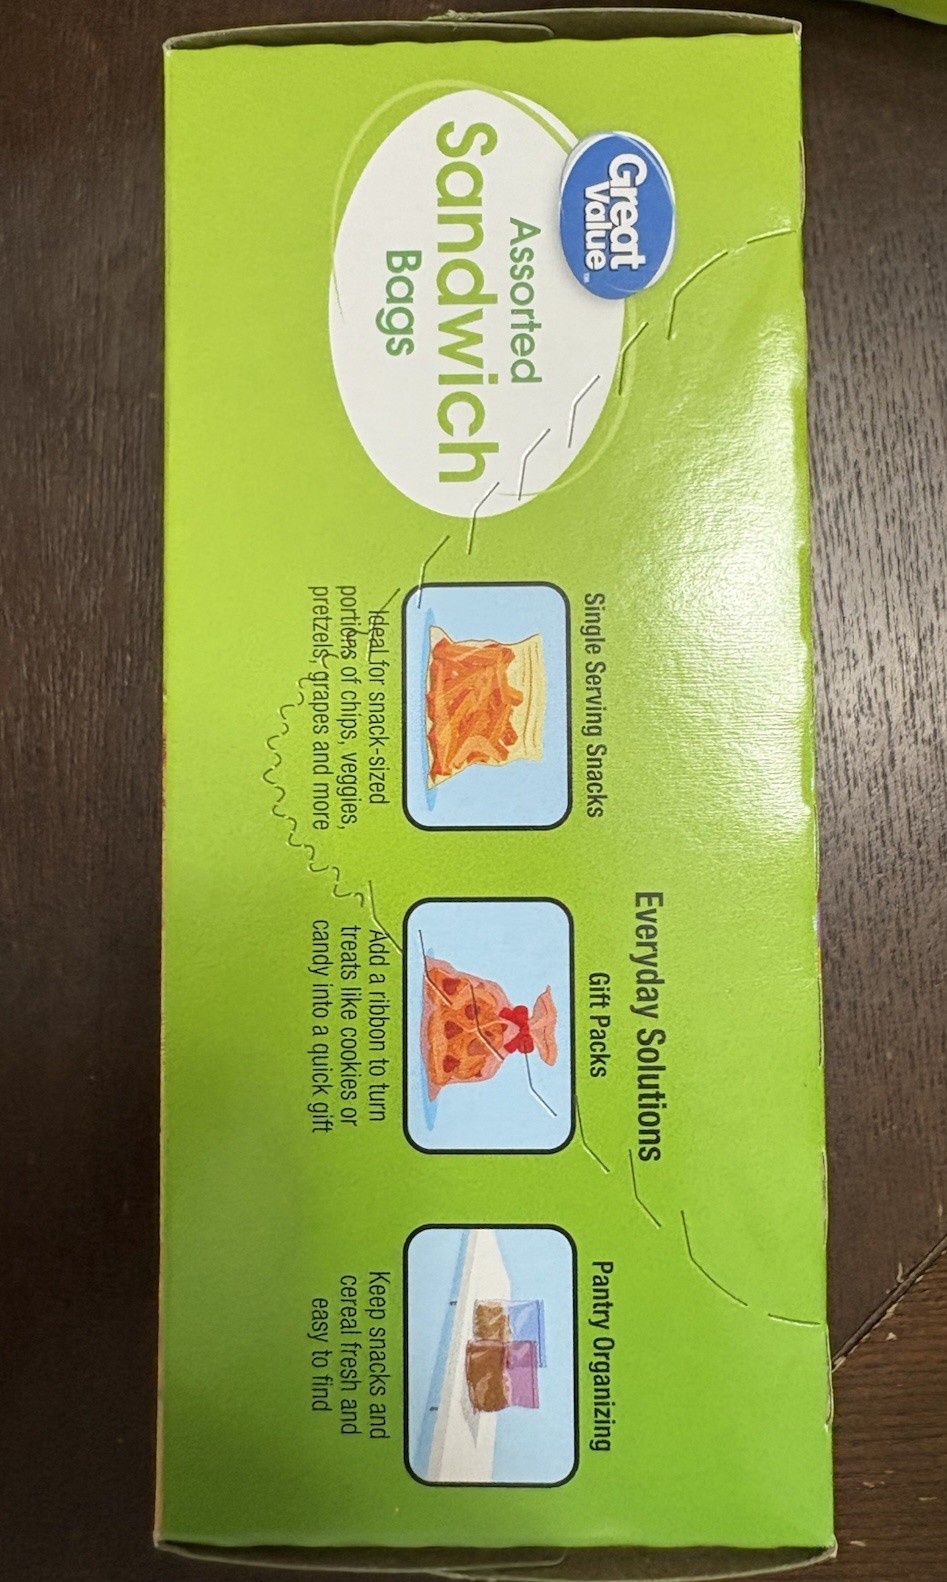 Great
Value™
Assorted
Sandwich
Bags
Everyday Solutions
Single Serving Snacks
Ideal for snack-sized
portions of chips, veggies,
pretzels, grapes and more
Gift Packs
Add a ribbon to turn
treats like cookies or
candy into a quick gift
Pantry Organizing
Keep snacks and
cereal fresh and
easy to find